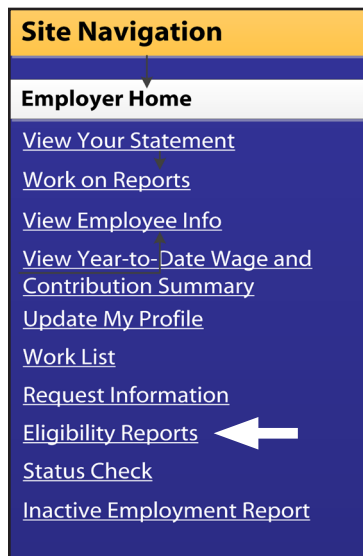 Site Navigation
Employer Home
View Your Statement
Work on Reports
View Employee Info
View Year-to-Date Wage and
Contribution Summary
Update My Profile
Work List
Request Information
Eligibility Reports
Status Check
Inactive Employment Report